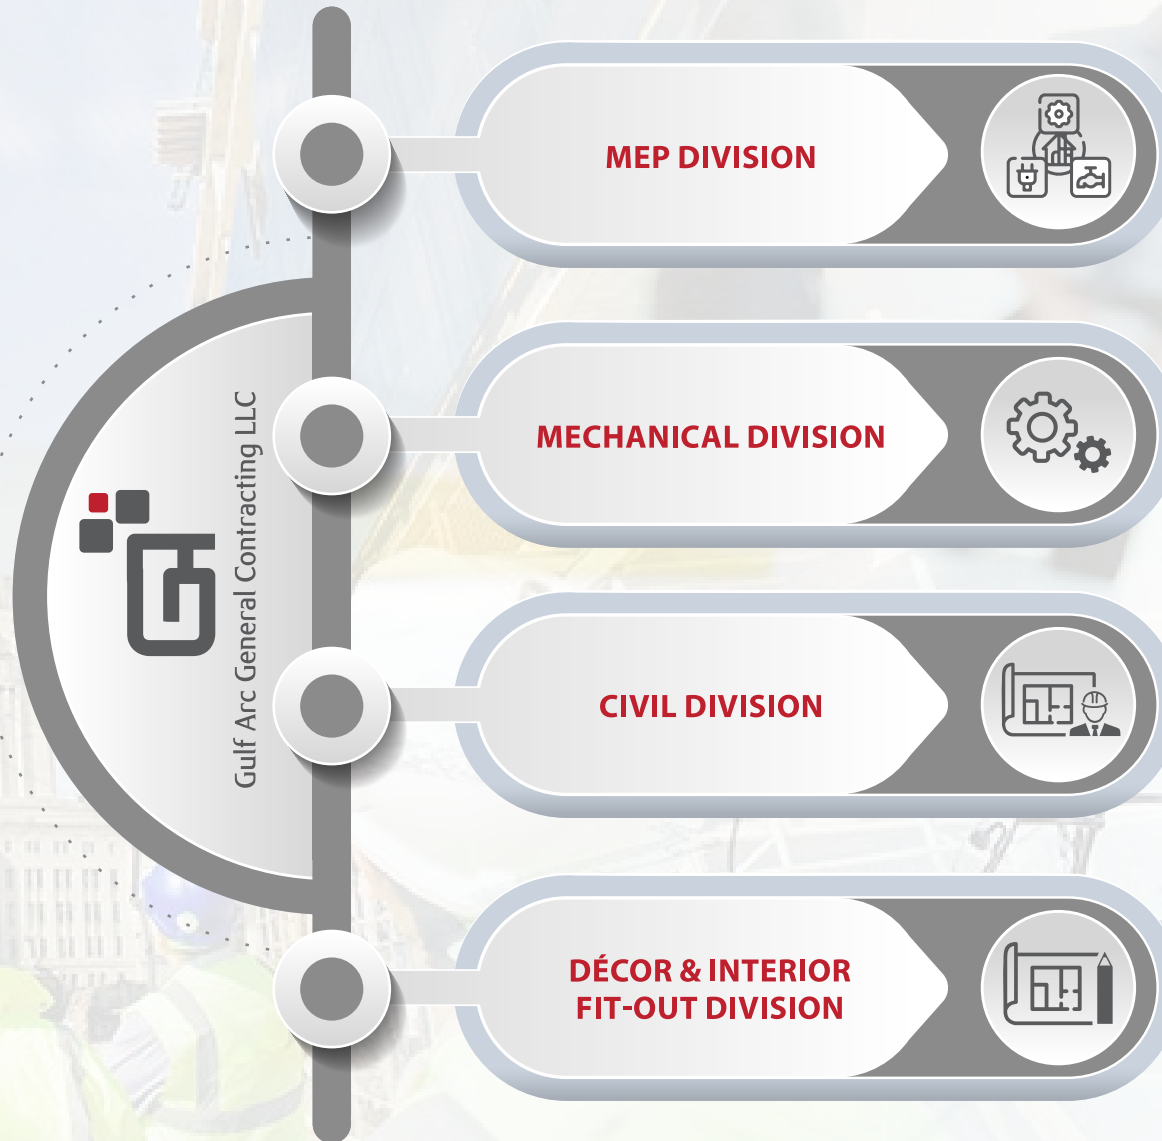 Gulf Arc General Contracting LLC
MEP DIVISION
MECHANICAL DIVISION
CIVIL DIVISION
DÉCOR & INTERIOR
FIT-OUT DIVISION